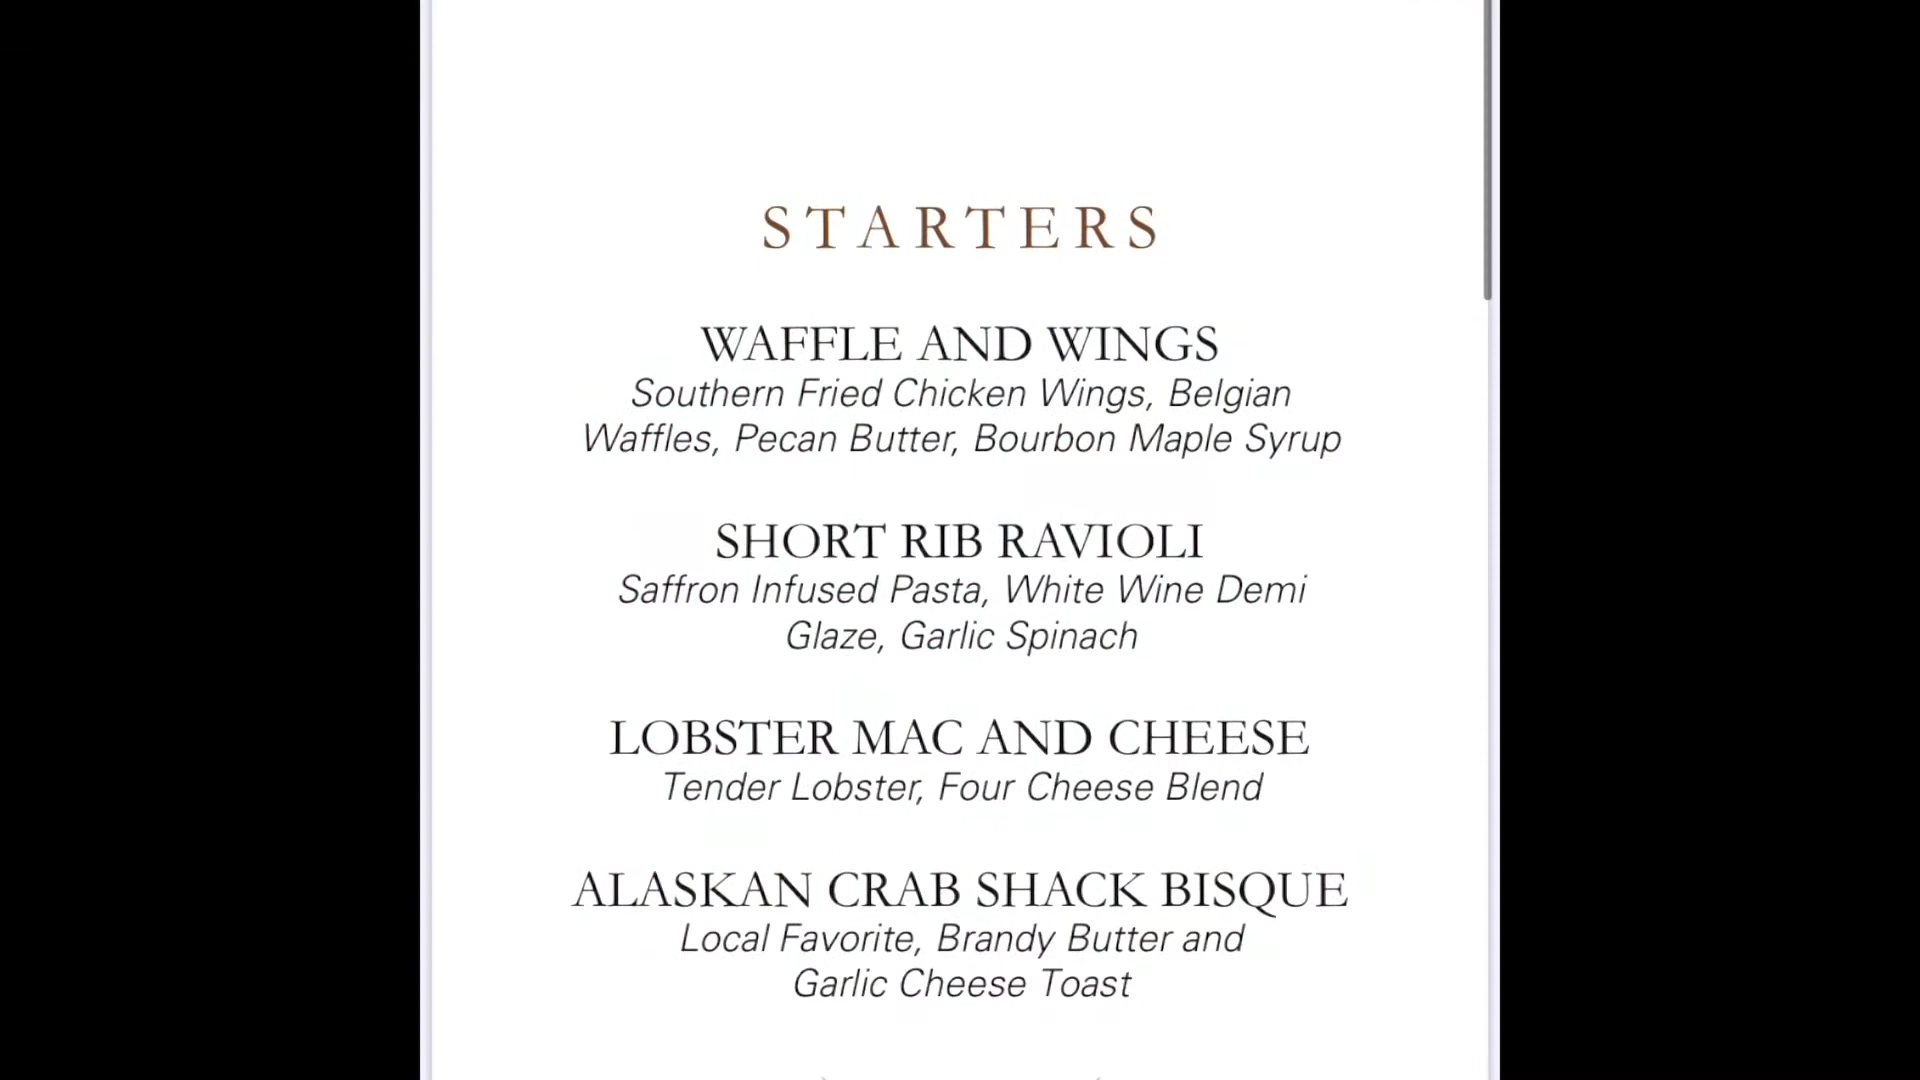 STARTERS
WAFFLE AND WINGS
Southern Fried Chicken Wings, Belgian
Waffles, Pecan Butter, Bourbon Maple Syrup
SHORT RIB RAVIOLI
Saffron Infused Pasta, White Wine Demi
Glaze, Garlic Spinach
LOBSTER MAC AND CHEESE
Tender Lobster, Four Cheese Blend
ALASKAN CRAB SHACK BISQUE
Local Favorite, Brandy Butter and
Garlic Cheese Toast